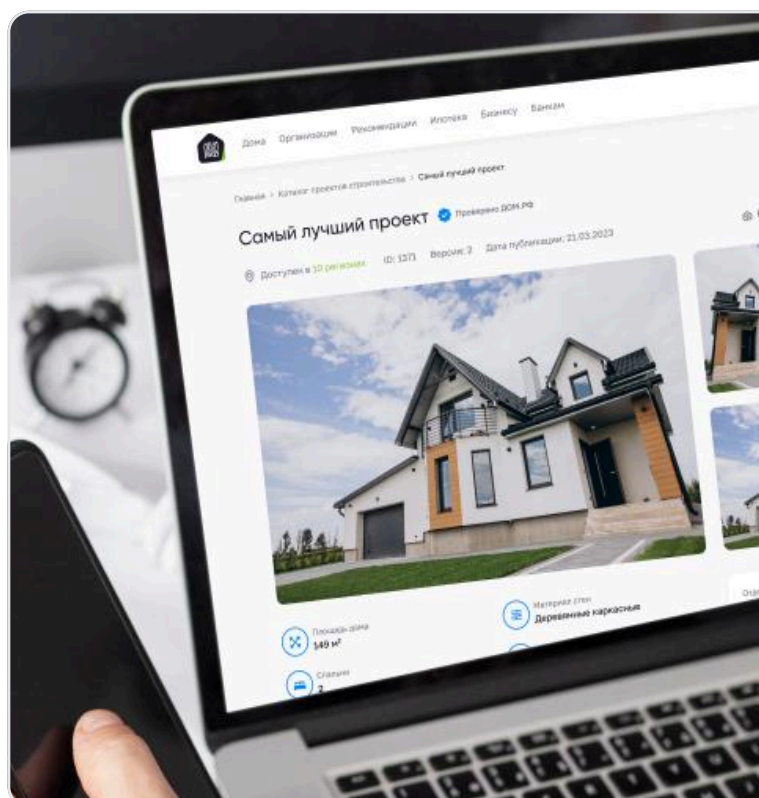 Дома Организации Рекомендации Ипотека Бизнесу Банкам
Главная > Каталог проектов строительства > Самый лучший проект
Самый лучший проект Проверено ДОМ.РФ
Доступен в 10 регионах ID: 1371 Версия: 2 Дата публикации: 21.03.2023
Площадь дома
149 м²
Материал стен
Деревянные каркасные
Спальни
2